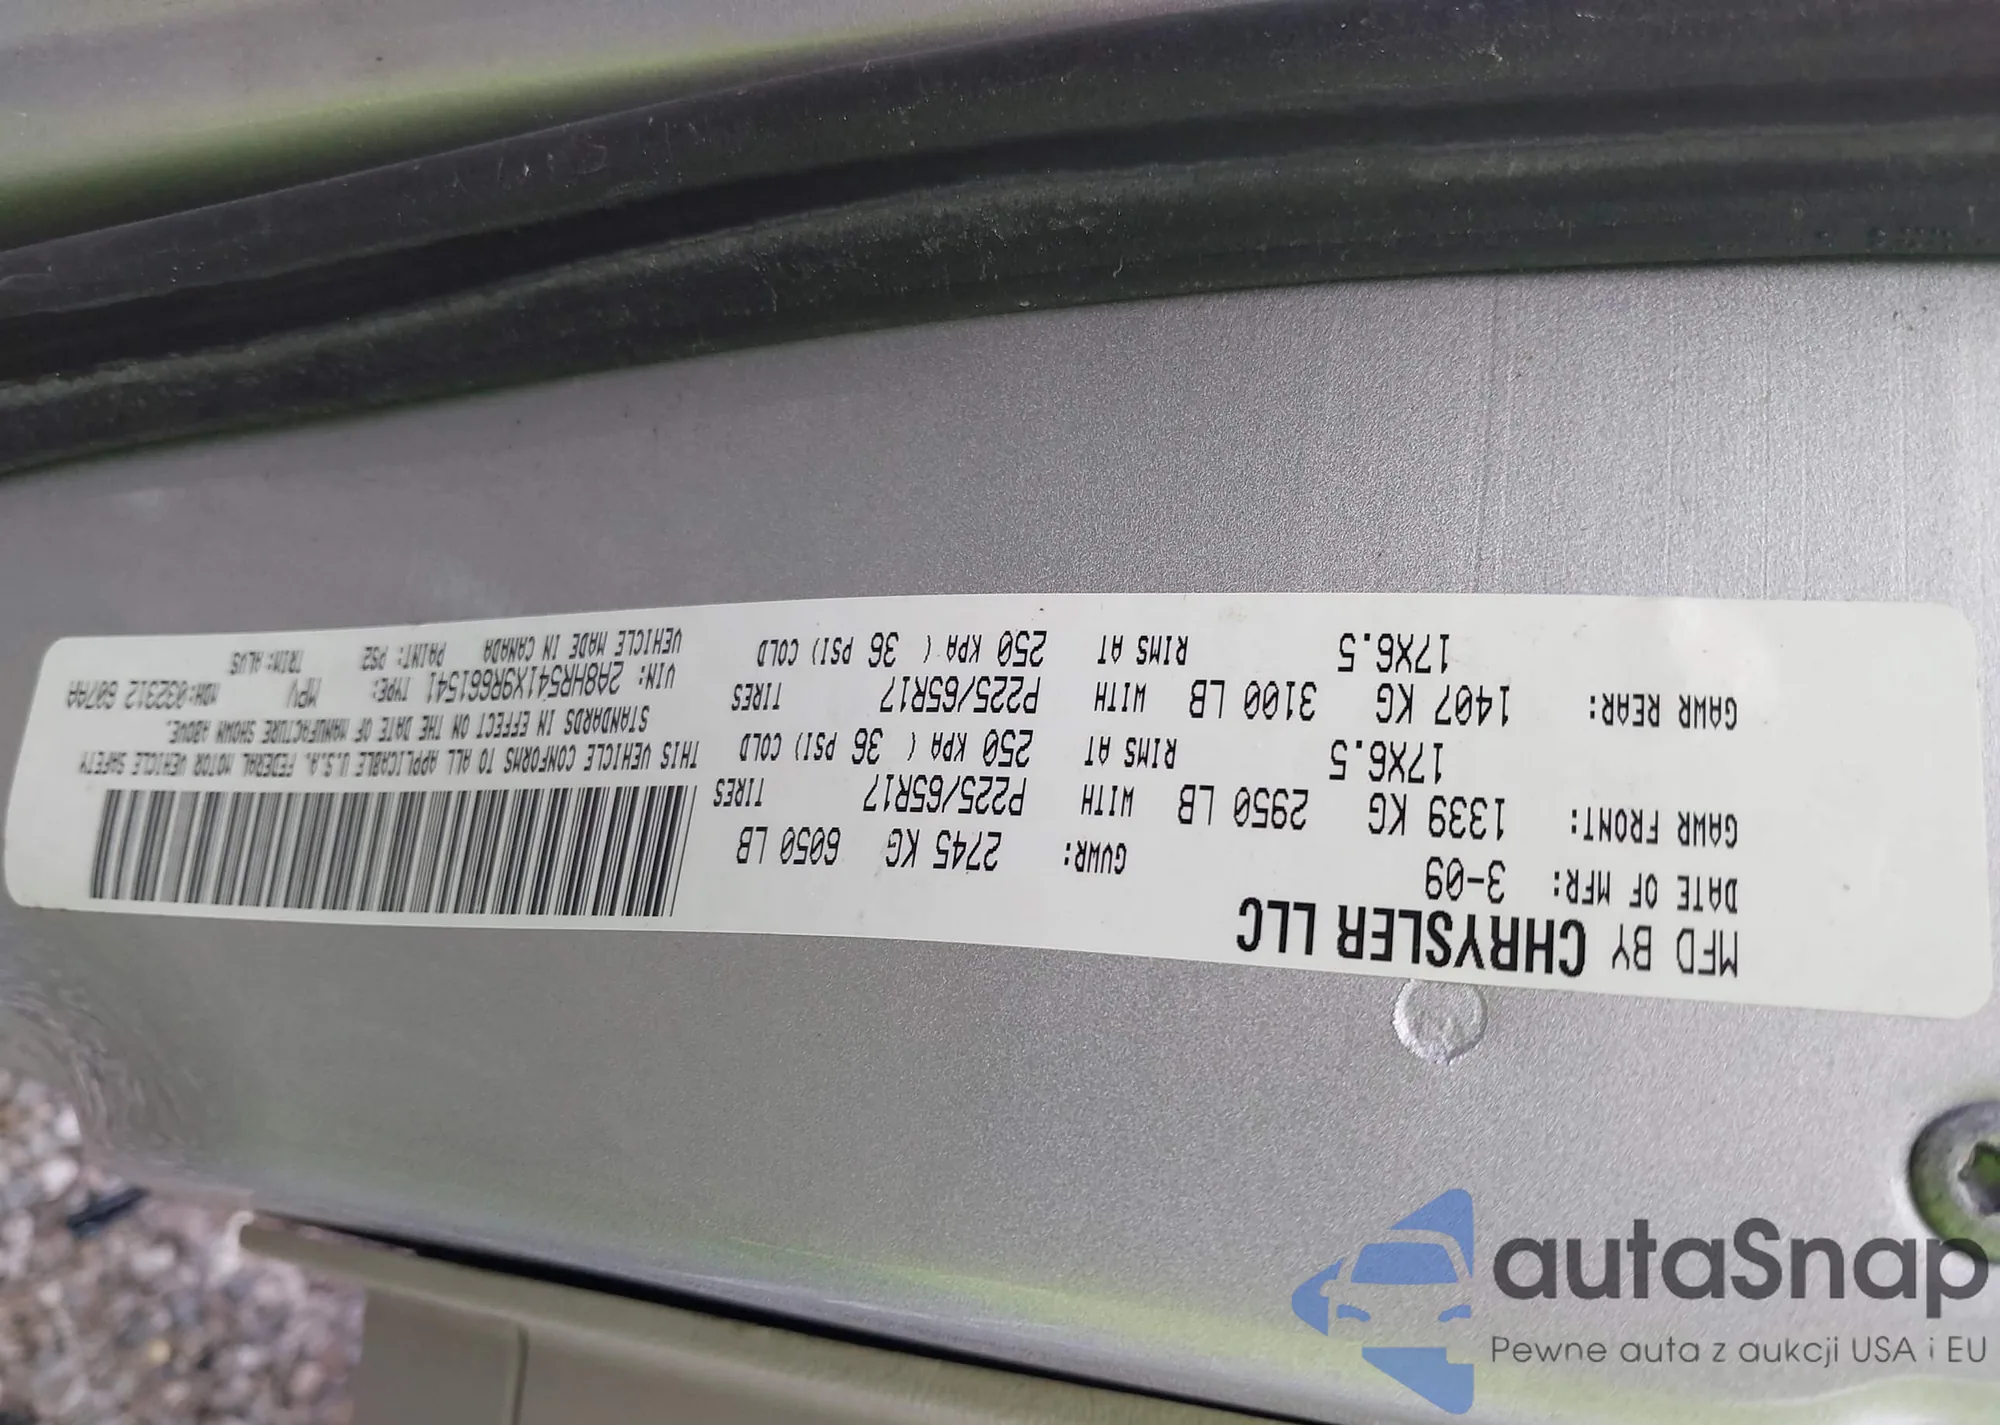 MFD BY CHRYSLER LLC
DATE OF MFR: 3-09 GVWR: 2745 KG 6050 LB
GAWR FRONT: 1339 KG 2950 LB WITH P225/65R17 TIRES
17X6.5 RIMS AT 250 KPA ( 36 PSI) COLD
GAWR REAR: 1407 KG 3100 LB WITH P225/65R17 TIRES
17X6.5 RIMS AT 250 KPA ( 36 PSI) COLD
THIS VEHICLE CONFORMS TO ALL APPLICABLE U.S.A. FEDERAL MOTOR VEHICLE SAFETY
STANDARDS IN EFFECT ON THE DATE OF MANUFACTURE SHOWN ABOVE.
VIN: 2A8HR541X9R661541 TYPE: MPV MDH: 032312 607AA
VEHICLE MADE IN CANADA PAINT: PS2 TRIM: ALVS
autaSnap
Pewne auta z aukcji USA i EU